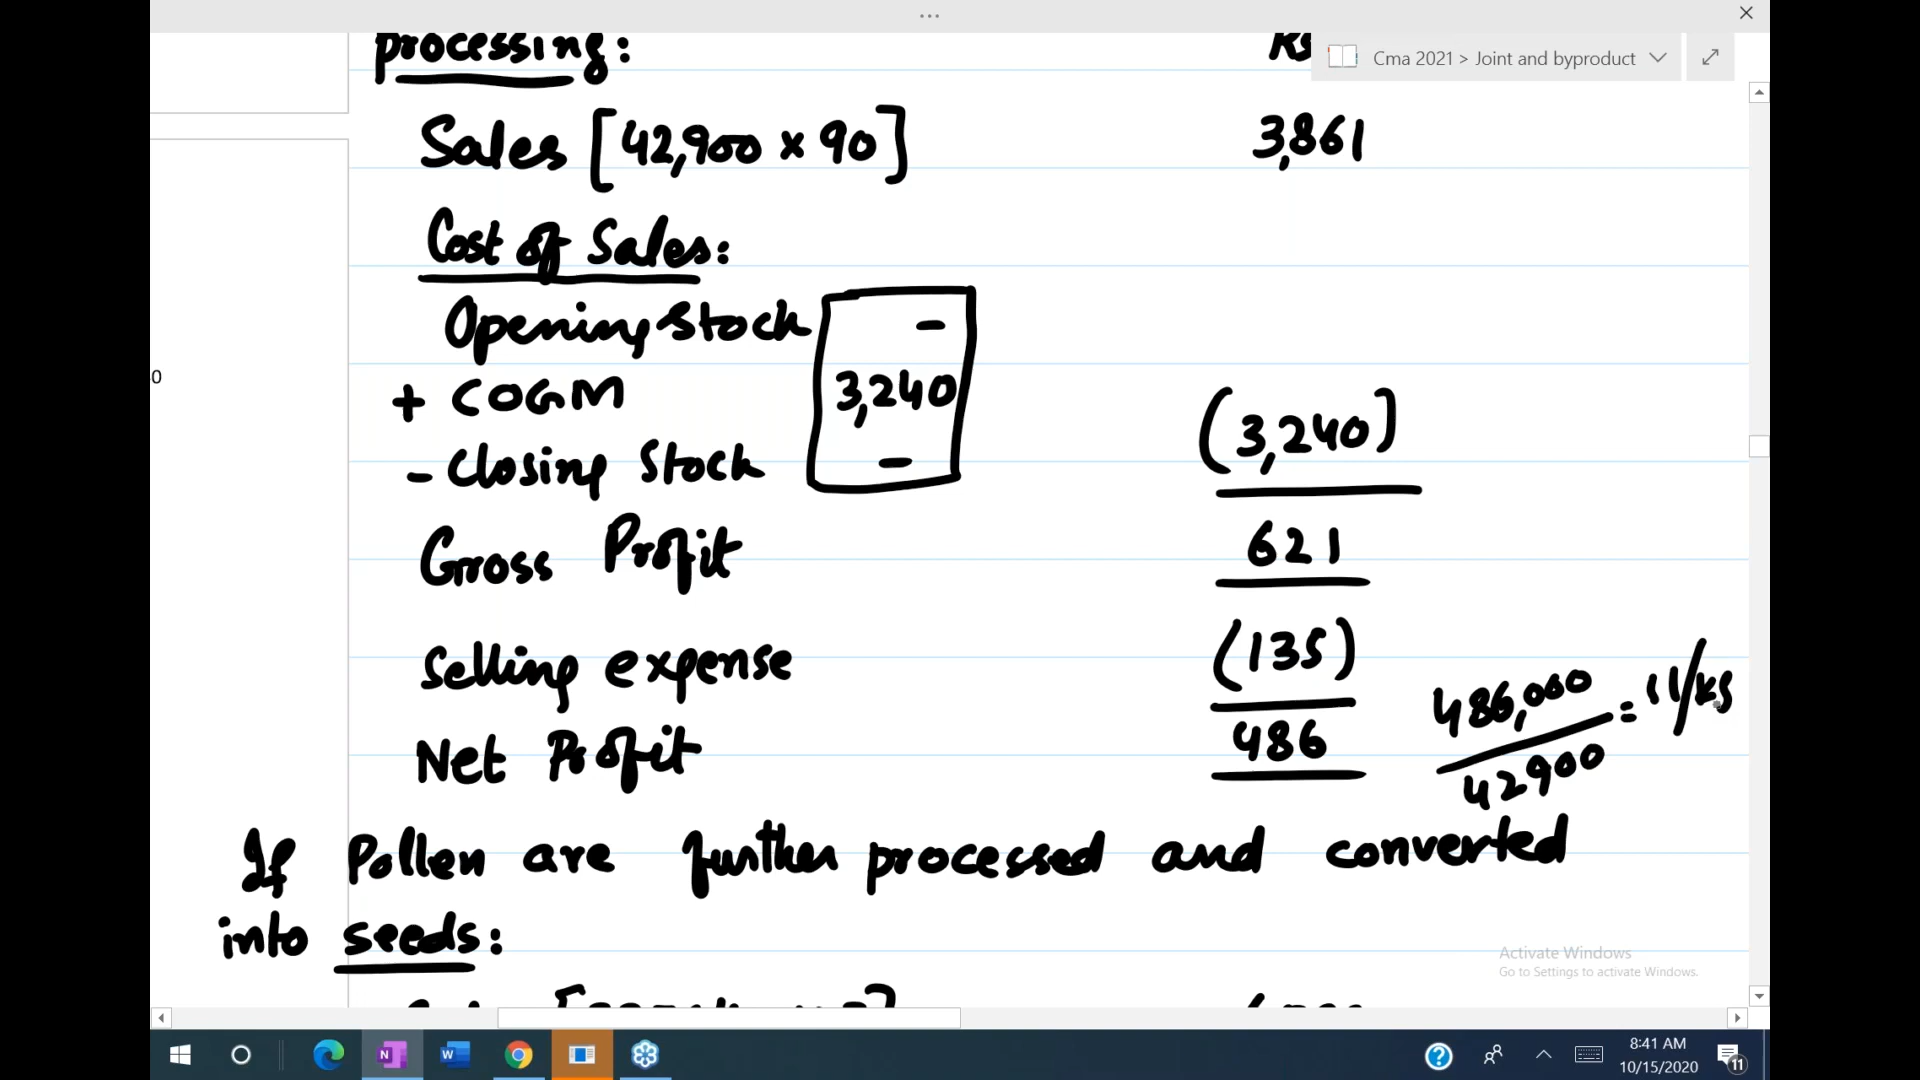 ...
processing:
Cma 2021 > Joint and byproduct
Sales [42,900 x 90] 3,861
Cost of Sales:
Opening Stock -
0
+ COGM 3,240 (3,240)
- Closing Stock -
Gross Profit 621
Selling expense (135)
486,000 / 42900 = 11/kg
Net Profit 486
If Pollen are further processed and converted
into seeds:
Activate Windows
Go to Settings to activate Windows.
N W 8:41 AM
10/15/2020 11